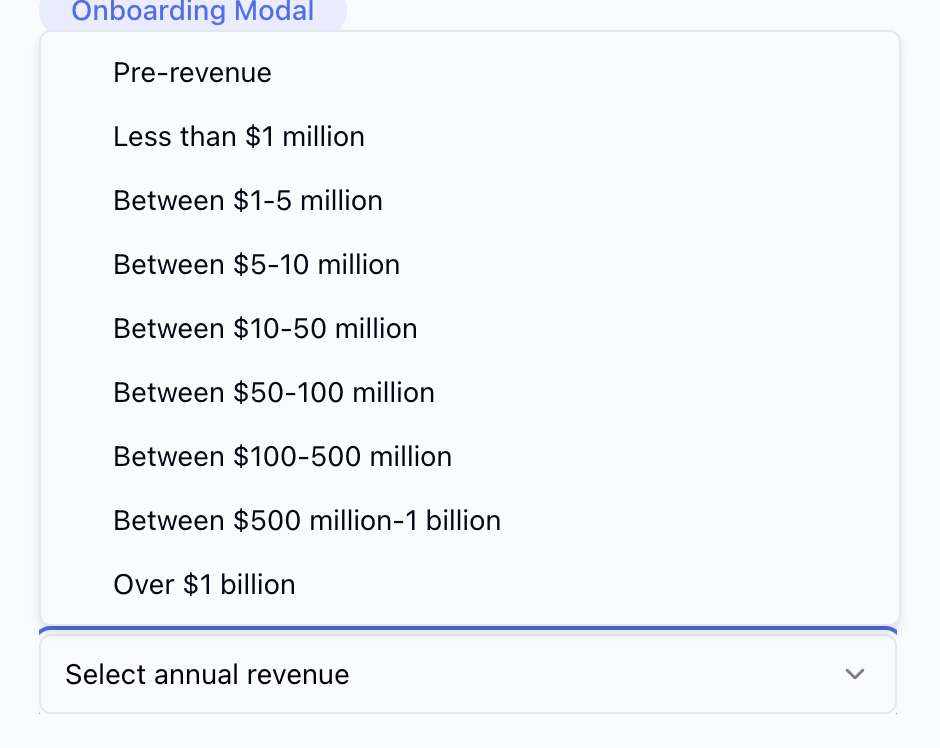 Onboarding Modal
Pre-revenue
Less than $1 million
Between $1-5 million
Between $5-10 million
Between $10-50 million
Between $50-100 million
Between $100-500 million
Between $500 million-1 billion
Over $1 billion
Select annual revenue